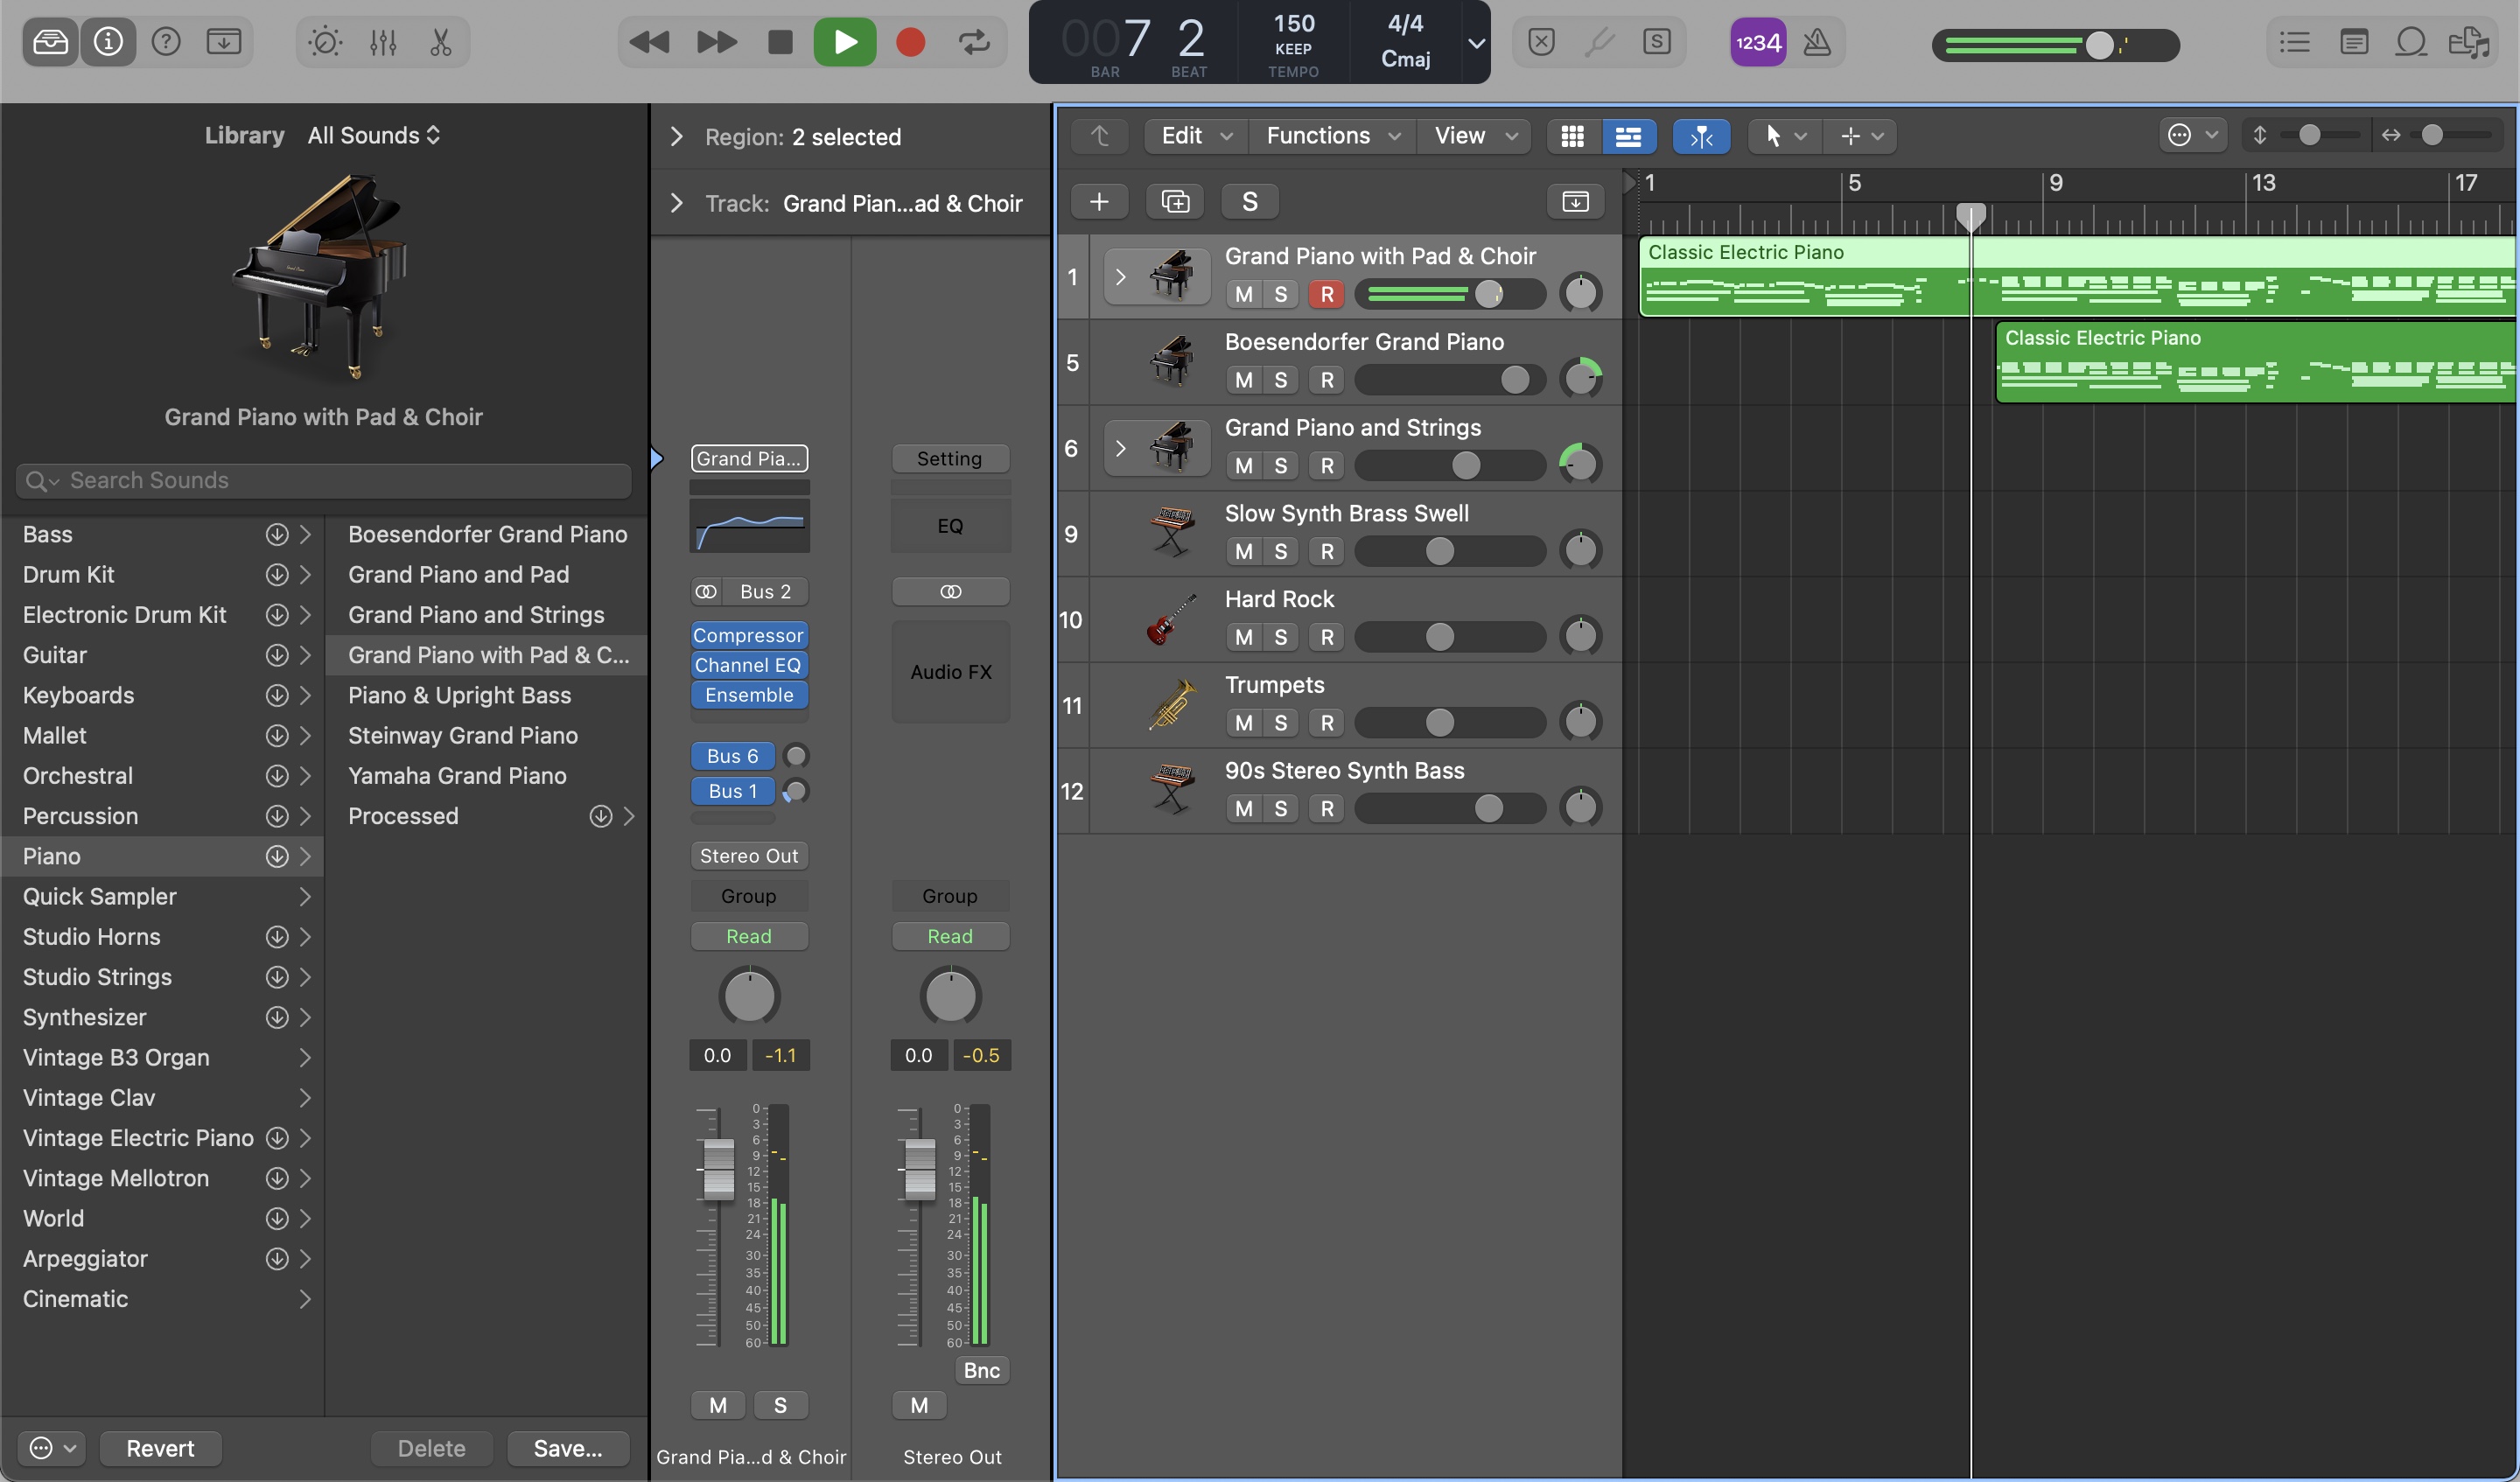 007 2
BAR BEAT
150
KEEP
TEMPO
4/4
Cmaj
S
1234
Library All Sounds
Grand Piano with Pad & Choir
Search Sounds
Bass
Drum Kit
Electronic Drum Kit
Guitar
Keyboards
Mallet
Orchestral
Percussion
Piano
Quick Sampler
Studio Horns
Studio Strings
Synthesizer
Vintage B3 Organ
Vintage Clav
Vintage Electric Piano
Vintage Mellotron
World
Arpeggiator
Cinematic
Boesendorfer Grand Piano
Grand Piano and Pad
Grand Piano and Strings
Grand Piano with Pad & C...
Piano & Upright Bass
Steinway Grand Piano
Yamaha Grand Piano
Processed
Revert
Delete
Save...
Region: 2 selected
Track: Grand Pian...ad & Choir
Grand Pia...
Bus 2
Compressor
Channel EQ
Ensemble
Bus 6
Bus 1
Stereo Out
Group
Read
0.0 -1.1
0
3
6
9
12
15
18
21
24
30
35
40
45
50
60
M S
Grand Pia...d & Choir
Setting
EQ
Audio FX
Group
Read
0.0 -0.5
0
3
6
9
12
15
18
21
24
30
35
40
45
50
60
Bnc
M
Stereo Out
Edit Functions View
S
1 5 9 13 17
1 Grand Piano with Pad & Choir
M S R
5 Boesendorfer Grand Piano
M S R
6 Grand Piano and Strings
M S R
9 Slow Synth Brass Swell
M S R
10 Hard Rock
M S R
11 Trumpets
M S R
12 90s Stereo Synth Bass
M S R
Classic Electric Piano
Classic Electric Piano